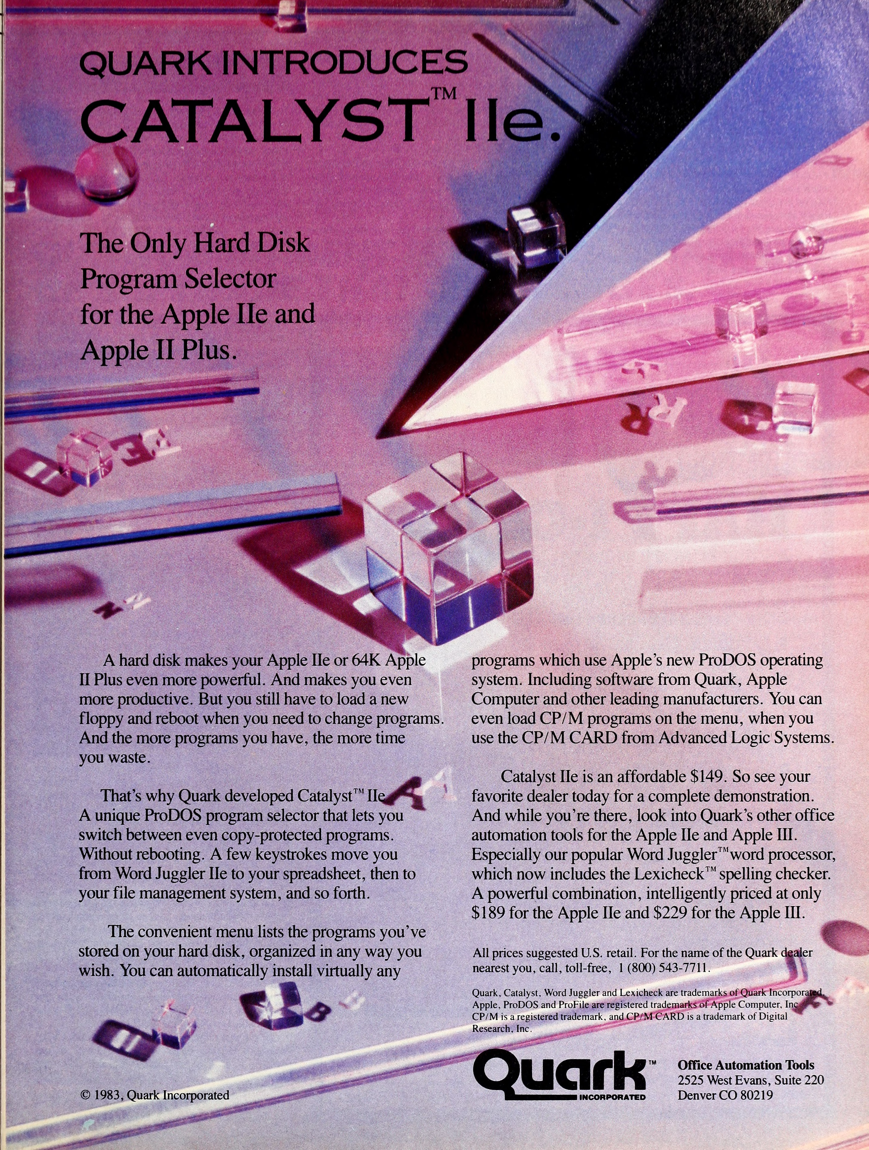 QUARK INTRODUCES
CATALYST™ IIe.
The Only Hard Disk
Program Selector
for the Apple IIe and
Apple II Plus.
A hard disk makes your Apple IIe or 64K Apple
II Plus even more powerful. And makes you even
more productive. But you still have to load a new
floppy and reboot when you need to change programs.
And the more programs you have, the more time
you waste.
That's why Quark developed Catalyst™ IIe.
A unique ProDOS program selector that lets you
switch between even copy-protected programs.
Without rebooting. A few keystrokes move you
from Word Juggler IIe to your spreadsheet, then to
your file management system, and so forth.
The convenient menu lists the programs you've
stored on your hard disk, organized in any way you
wish. You can automatically install virtually any
programs which use Apple's new ProDOS operating
system. Including software from Quark, Apple
Computer and other leading manufacturers. You can
even load CP/M programs on the menu, when you
use the CP/M CARD from Advanced Logic Systems.
Catalyst IIe is an affordable $149. So see your
favorite dealer today for a complete demonstration.
And while you're there, look into Quark's other office
automation tools for the Apple IIe and Apple III.
Especially our popular Word Juggler™ word processor,
which now includes the Lexicheck™ spelling checker.
A powerful combination, intelligently priced at only
$189 for the Apple IIe and $229 for the Apple III.
All prices suggested U.S. retail. For the name of the Quark dealer
nearest you, call, toll-free, 1 (800) 543-7711.
Quark, Catalyst, Word Juggler and Lexicheck are trademarks of Quark Incorporated.
Apple, ProDOS and ProFile are registered trademarks of Apple Computer, Inc.
CP/M is a registered trademark, and CP/M CARD is a trademark of Digital
Research, Inc.
Quark™
INCORPORATED
Office Automation Tools
2525 West Evans, Suite 220
Denver CO 80219
© 1983, Quark Incorporated